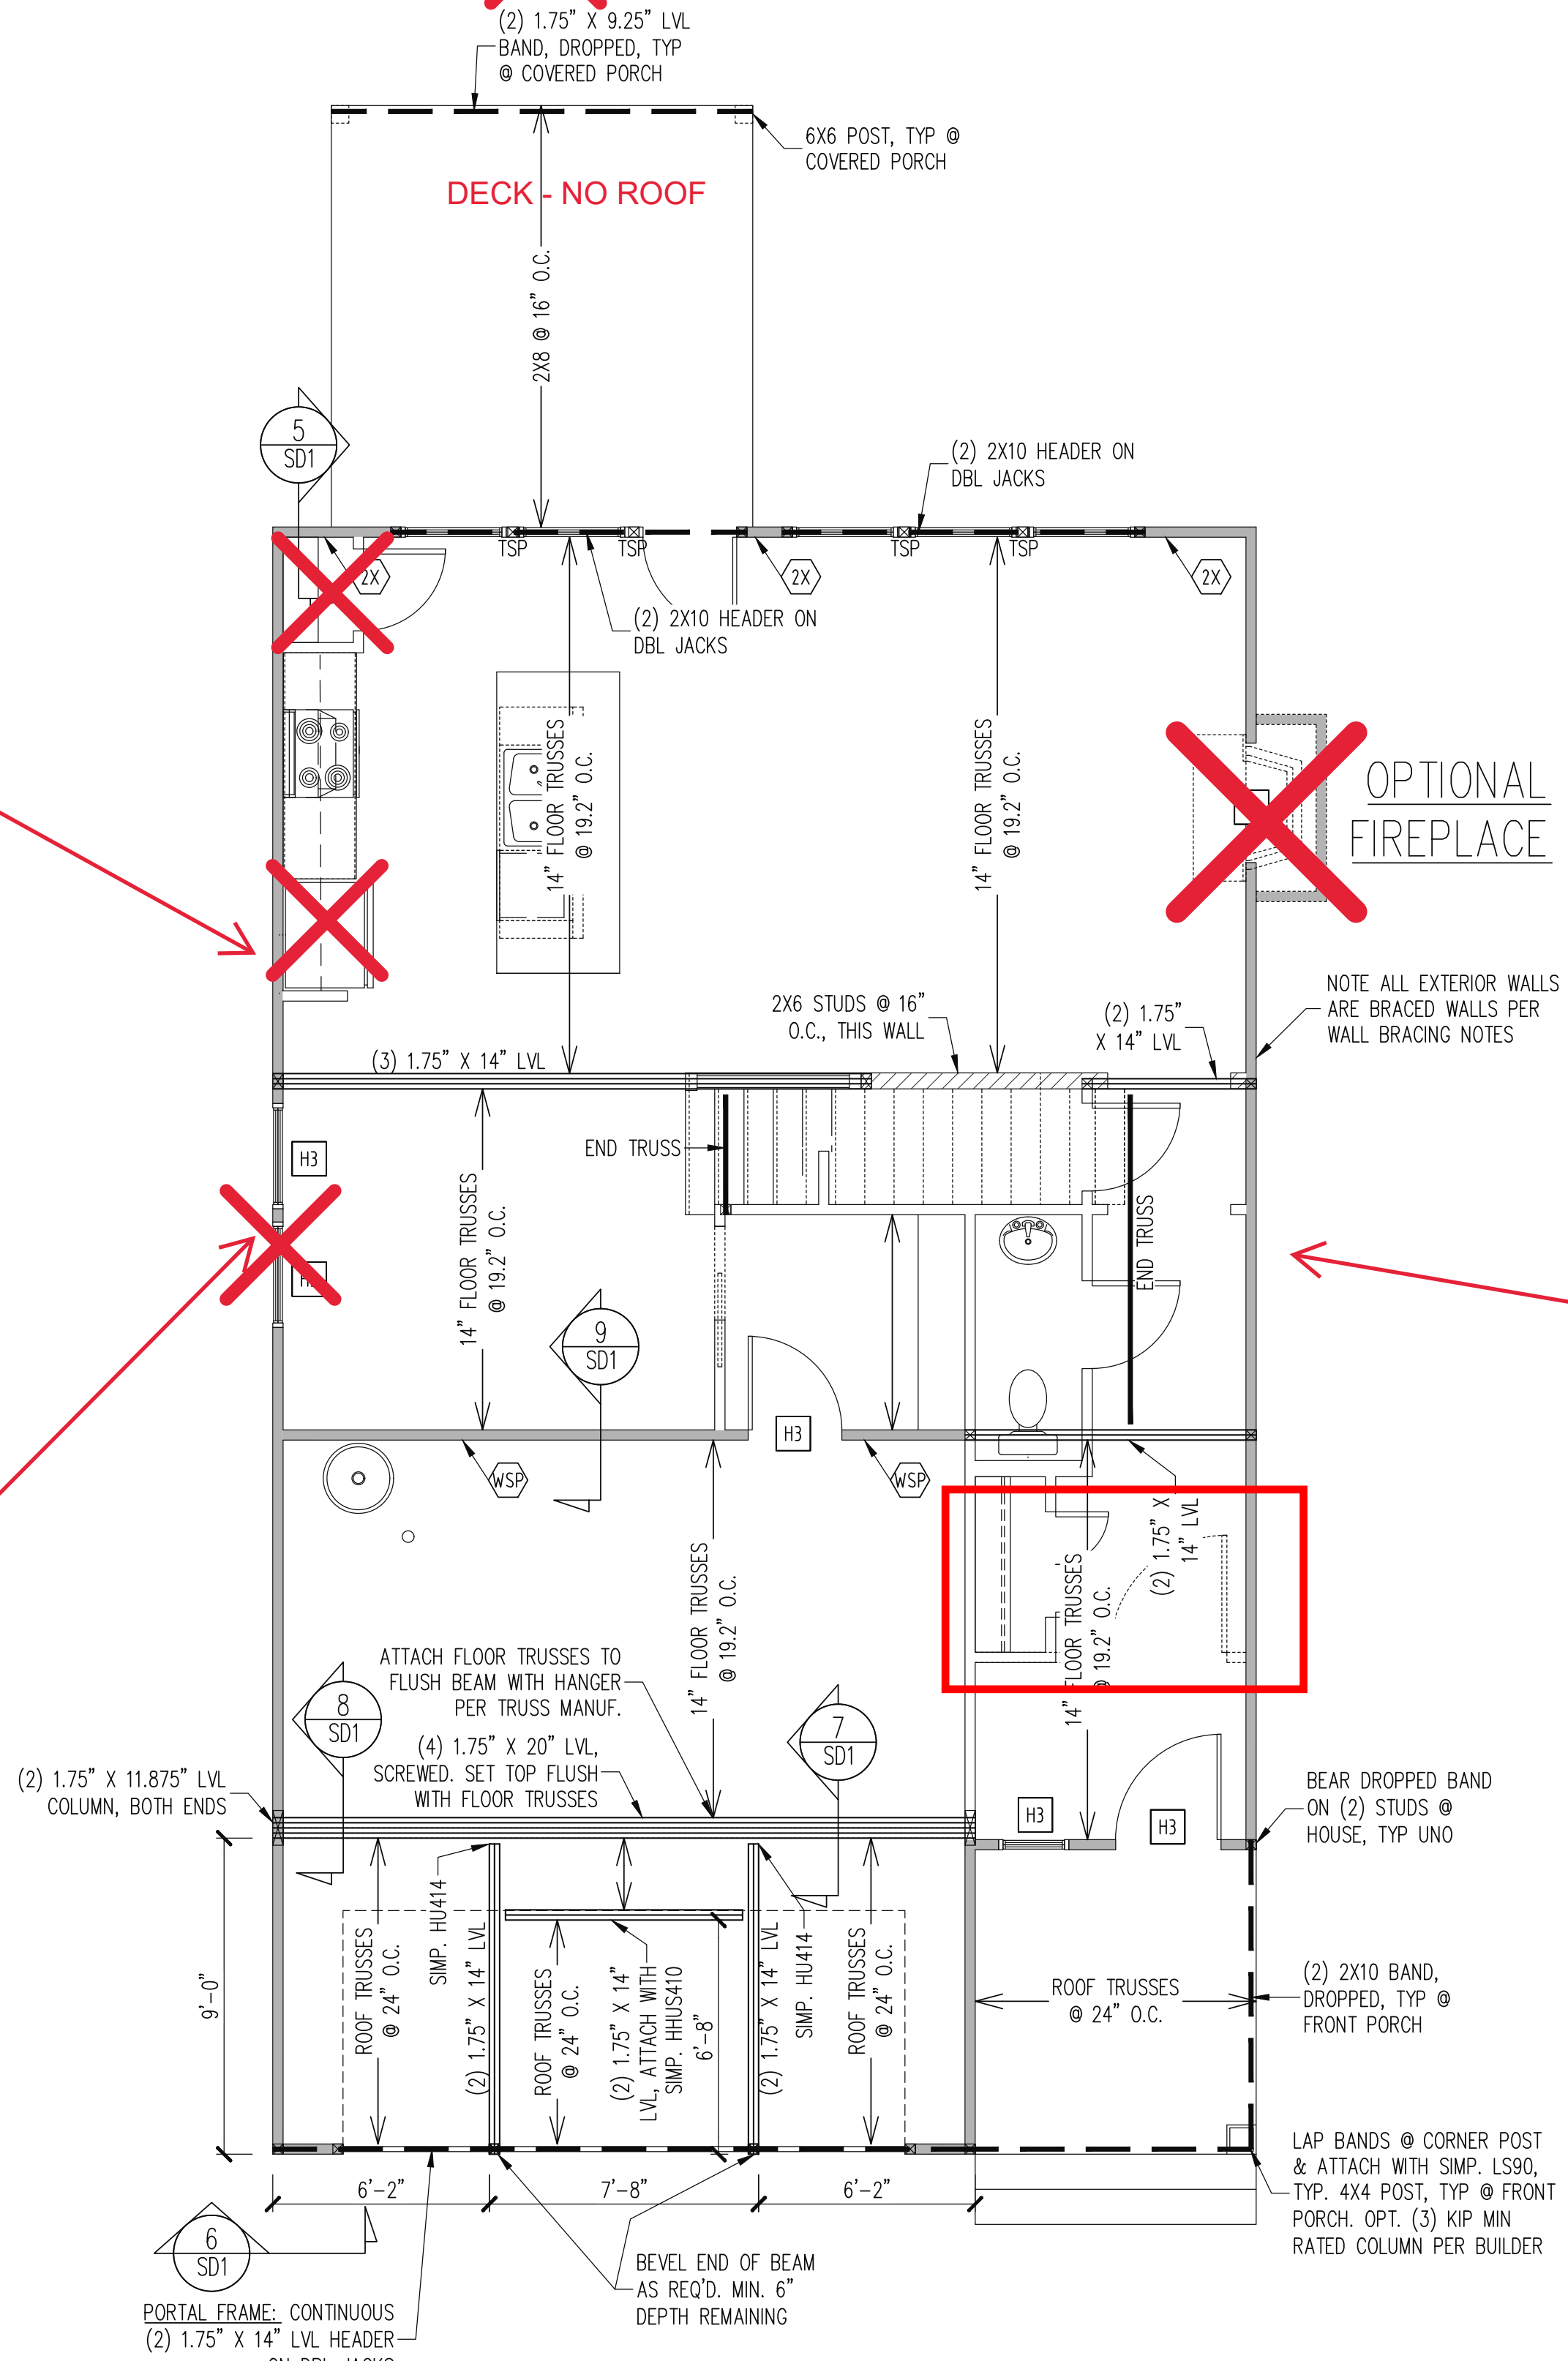 (2) 1.75” X 9.25” LVL
BAND, DROPPED, TYP
@ COVERED PORCH
6X6 POST, TYP @
COVERED PORCH
DECK - NO ROOF
2X8 @ 16” O.C.
5
SD1
(2) 2X10 HEADER ON
DBL JACKS
TSP
TSP
TSP
TSP
2X
2X
2X
(2) 2X10 HEADER ON
DBL JACKS
14” FLOOR TRUSSES
@ 19.2” O.C.
14” FLOOR TRUSSES
@ 19.2” O.C.
OPTIONAL
FIREPLACE
2X6 STUDS @ 16”
O.C., THIS WALL
(2) 1.75”
X 14” LVL
NOTE ALL EXTERIOR WALLS
ARE BRACED WALLS PER
WALL BRACING NOTES
(3) 1.75” X 14” LVL
END TRUSS
H3
14” FLOOR TRUSSES
@ 19.2” O.C.
END TRUSS
9
SD1
H3
WSP
WSP
(2) 1.75” X
14” LVL
14” FLOOR TRUSSES
@ 19.2” O.C.
14” FLOOR TRUSSES
@ 19.2” O.C.
ATTACH FLOOR TRUSSES TO
FLUSH BEAM WITH HANGER
PER TRUSS MANUF.
8
SD1
7
SD1
(4) 1.75” X 20” LVL,
SCREWED. SET TOP FLUSH
WITH FLOOR TRUSSES
(2) 1.75” X 11.875” LVL
COLUMN, BOTH ENDS
H3
H3
BEAR DROPPED BAND
ON (2) STUDS @
HOUSE, TYP UNO
9’-0”
ROOF TRUSSES
@ 24” O.C.
SIMP. HU414
(2) 1.75” X 14” LVL
ROOF TRUSSES
@ 24” O.C.
(2) 1.75” X 14”
LVL, ATTACH WITH
SIMP. HHUS410
6’-8”
(2) 1.75” X 14” LVL
SIMP. HU414
ROOF TRUSSES
@ 24” O.C.
ROOF TRUSSES
@ 24” O.C.
(2) 2X10 BAND,
DROPPED, TYP @
FRONT PORCH
LAP BANDS @ CORNER POST
& ATTACH WITH SIMP. LS90,
TYP. 4X4 POST, TYP @ FRONT
PORCH. OPT. (3) KIP MIN
RATED COLUMN PER BUILDER
6’-2”
7’-8”
6’-2”
6
SD1
BEVEL END OF BEAM
AS REQ’D. MIN. 6”
DEPTH REMAINING
PORTAL FRAME: CONTINUOUS
(2) 1.75” X 14” LVL HEADER